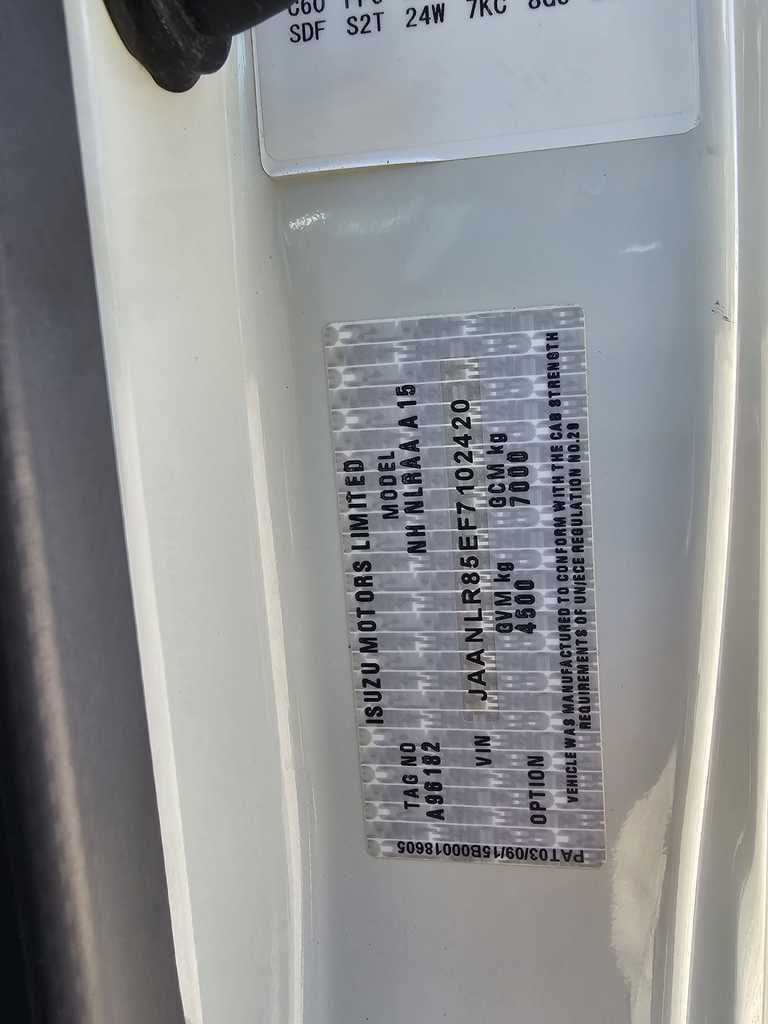 SDF S2T 24W 7KC
ISUZU MOTORS LIMITED
TAG NO MODEL
A96182 NH NLRAA A15
VIN JAANLR85EF7102420
GVM kg GCM kg
OPTION 4500 7000
VEHICLE WAS MANUFACTURED TO CONFORM WITH THE CAB STRENGTH
REQUIREMENTS OF UN/ECE REGULATION NO.29
PAT03/09/15B00018605